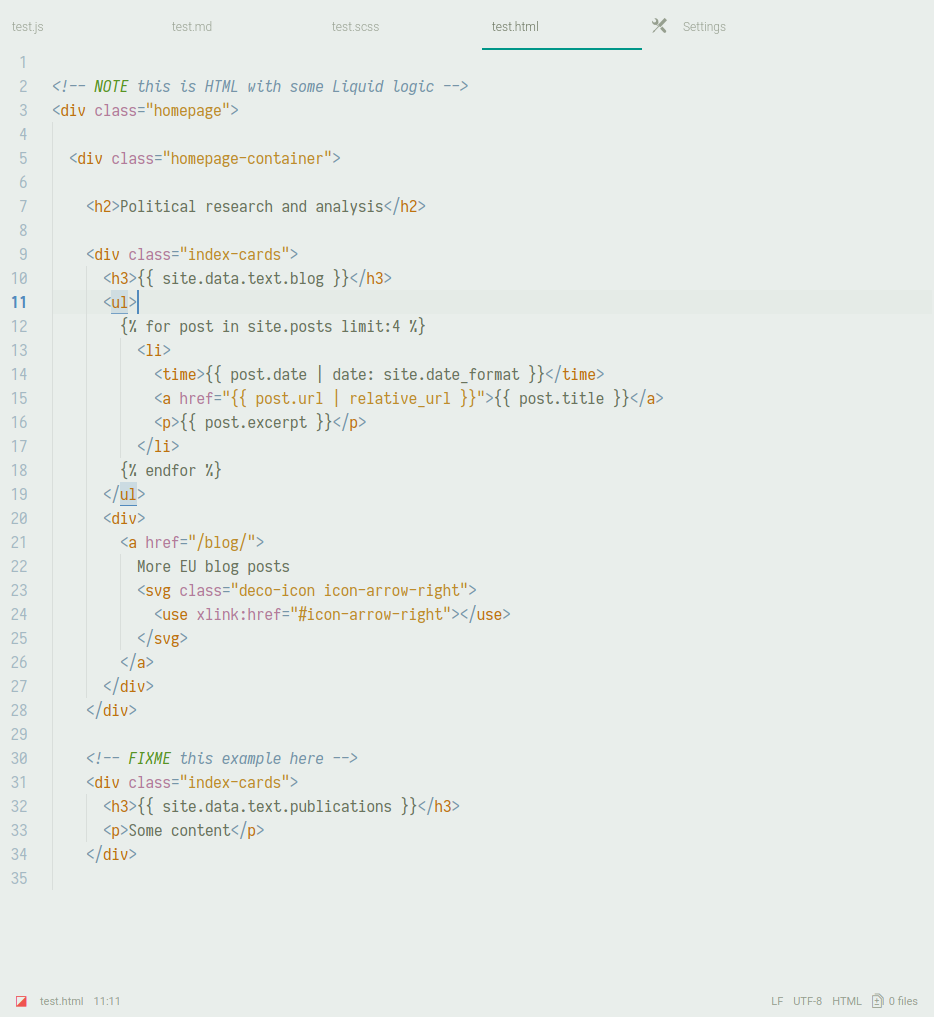 test.js test.md test.scss test.html Settings
1
2 <!-- NOTE this is HTML with some Liquid logic -->
3 <div class="homepage">
4
5   <div class="homepage-container">
6
7     <h2>Political research and analysis</h2>
8
9     <div class="index-cards">
10       <h3>{{ site.data.text.blog }}</h3>
11       <ul>
12         {% for post in site.posts limit:4 %}
13           <li>
14             <time>{{ post.date | date: site.date_format }}</time>
15             <a href="{{ post.url | relative_url }}">{{ post.title }}</a>
16             <p>{{ post.excerpt }}</p>
17           </li>
18         {% endfor %}
19       </ul>
20       <div>
21         <a href="/blog/">
22           More EU blog posts
23           <svg class="deco-icon icon-arrow-right">
24             <use xlink:href="#icon-arrow-right"></use>
25           </svg>
26         </a>
27       </div>
28     </div>
29
30     <!-- FIXME this example here -->
31     <div class="index-cards">
32       <h3>{{ site.data.text.publications }}</h3>
33       <p>Some content</p>
34     </div>
35
test.html 11:11 LF UTF-8 HTML 0 files